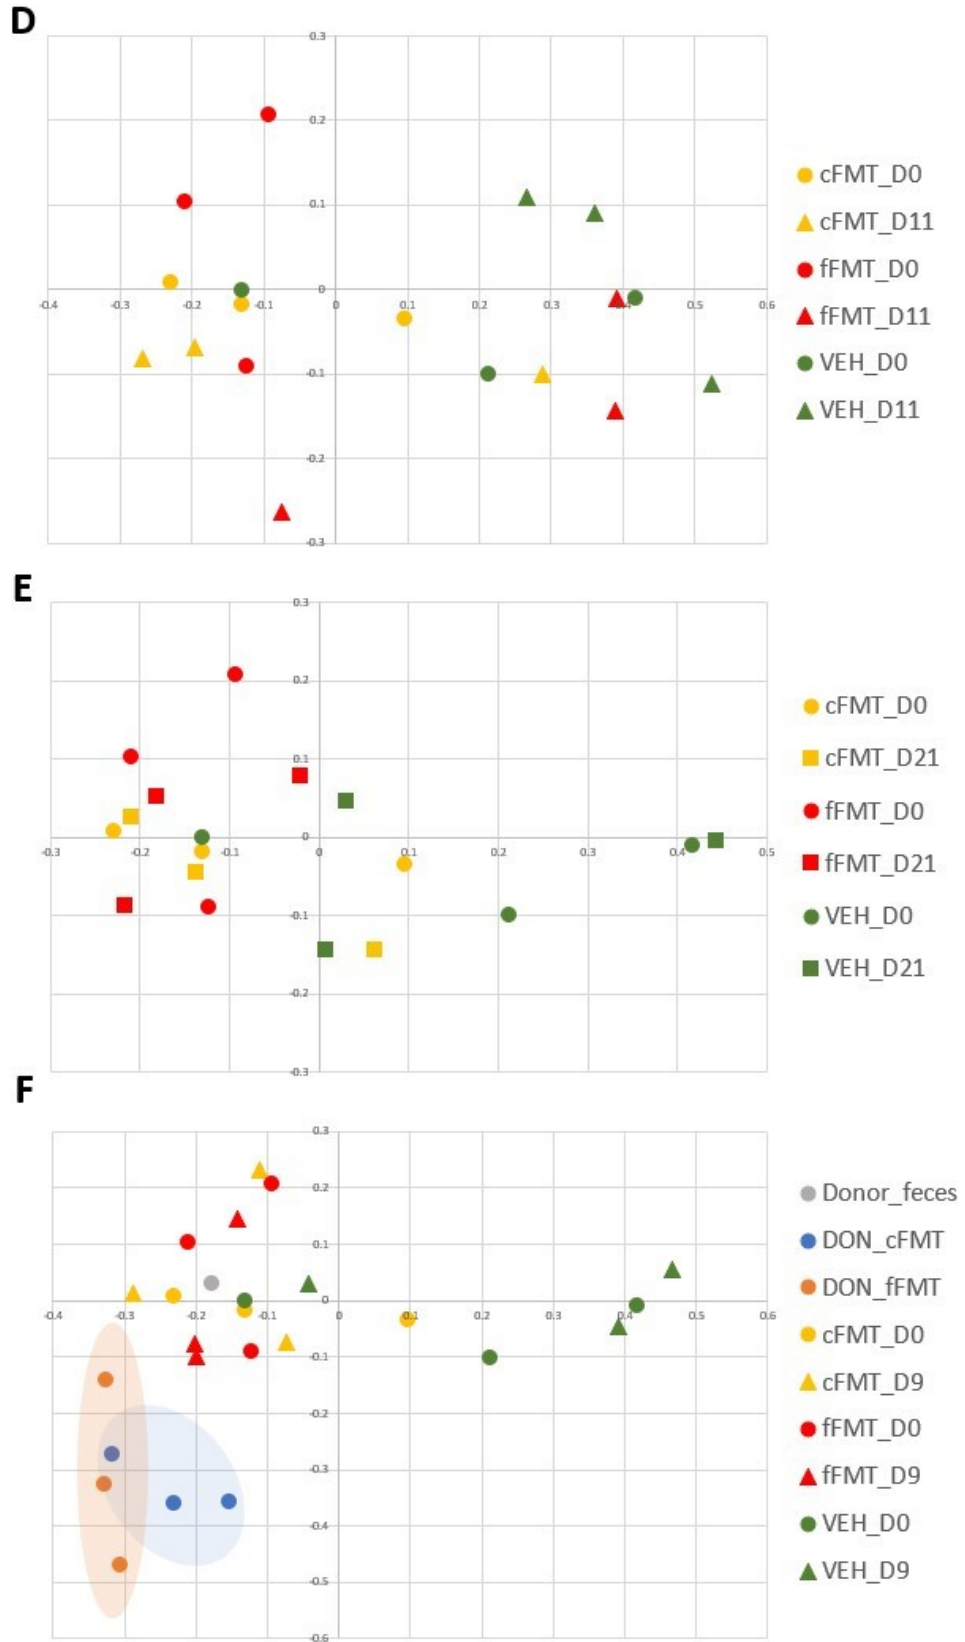 D
0.3
0.2
0.1
0
-0.4 -0.3 -0.2 -0.1 0 0.1 0.2 0.3 0.4 0.5 0.6
-0.1
-0.2
-0.3
cFMT_D0
cFMT_D11
fFMT_D0
fFMT_D11
VEH_D0
VEH_D11
E
0.3
0.2
0.1
0
-0.3 -0.2 -0.1 0 0.1 0.2 0.3 0.4 0.5
-0.1
-0.2
-0.3
cFMT_D0
cFMT_D21
fFMT_D0
fFMT_D21
VEH_D0
VEH_D21
F
0.3
0.2
0.1
0
-0.4 -0.3 -0.2 -0.1 0 0.1 0.2 0.3 0.4 0.5 0.6
-0.1
-0.2
-0.3
-0.4
-0.5
-0.6
Donor_feces
DON_cFMT
DON_fFMT
cFMT_D0
cFMT_D9
fFMT_D0
fFMT_D9
VEH_D0
VEH_D9